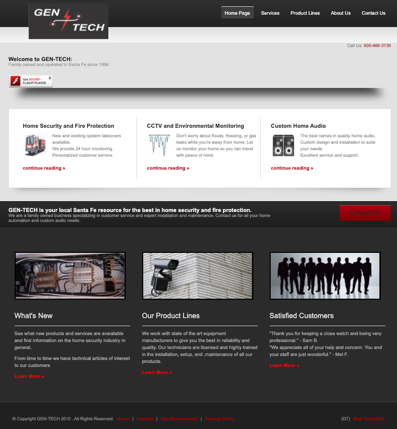 GEN TECH
Home Page Services Product Lines About Us Contact Us
Call Us: 505-466-3135
Welcome to GEN-TECH:
Family owned and operated in Santa Fe since 1996.
Get ADOBE® FLASH® PLAYER
Home Security and Fire Protection
New and existing system takeovers
available.
We provide 24 hour monitoring.
Personalized customer service.
continue reading »
CCTV and Environmental Monitoring
Don't worry about floods, freezing, or gas
leaks while you're away from home. Let
us monitor your home so you can travel
with peace of mind.
continue reading »
Custom Home Audio
The best names in quality home audio.
Custom design and installation to suite
your needs.
Excellent service and support.
continue reading »
GEN-TECH is your local Santa Fe resource for the best in home security and fire protection.
We are a family owned business specializing in customer service and expert installation and maintenance. Contact us for all your home
automation and custom audio needs.
What's New
See what new products and services are avaialable
and find information on the home security industry in
general.
From time to time we have technical articles of interest
to our customers
Learn More »
Our Product Lines
We work with state of the art equipment
manufacturers to give you the best in reliability and
quality. Our technicians are licensed and highly trained
in the installation, setup, and ,maintenance of all our
products.
Learn More »
Satisfied Customers
"Thank you for keeping a close watch and being very
professional." - Sam B.
"We appreciate all of your help and concern. You and
your staff are just wonderful." - Mel F.
Learn More »
© Copyright GEN-TECH 2010 . All Rights Reserved. Home | Contact | | Privacy Policy
(DT)